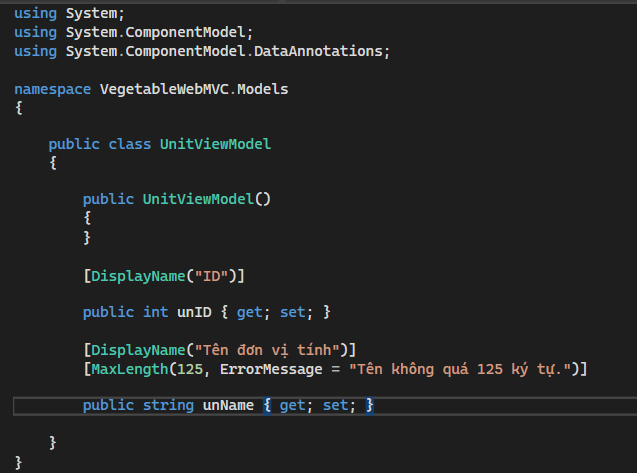 using System;
using System.ComponentModel;
using System.ComponentModel.DataAnnotations;
namespace VegetableWebMVC.Models
{
public class UnitViewModel
{
public UnitViewModel()
{
}
[DisplayName("ID")]
public int unID { get; set; }
[DisplayName("Tên đơn vị tính")]
[MaxLength(125, ErrorMessage = "Tên không quá 125 ký tự.")]
public string unName { get; set; }
}
}